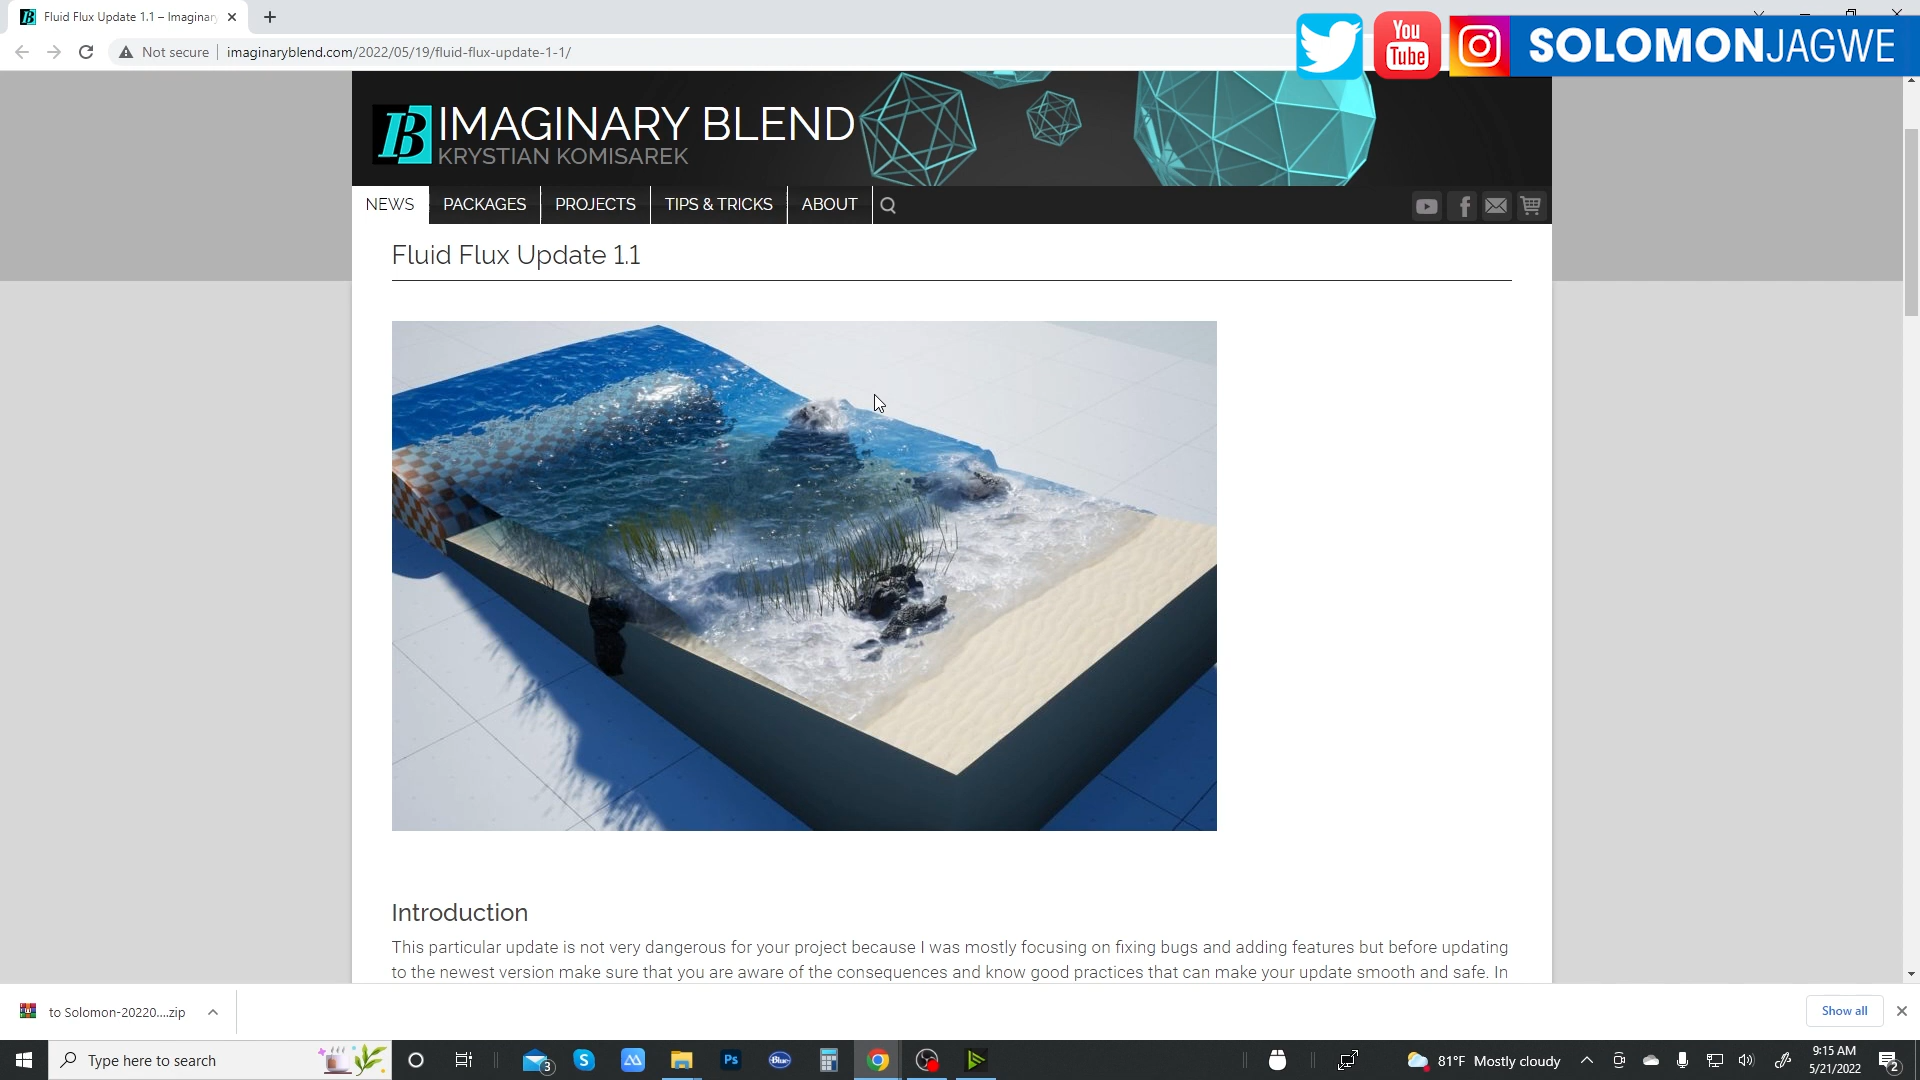 Fluid Flux Update 1.1 – Imaginary
Not secure
imaginaryblend.com/2022/05/19/fluid-flux-update-1-1/
You
Tube
SOLOMONJAGWE
IB
IMAGINARY BLEND
KRYSTIAN KOMISAREK
NEWS
PACKAGES
PROJECTS
TIPS & TRICKS
ABOUT
Fluid Flux Update 1.1
Introduction
This particular update is not very dangerous for your project because I was mostly focusing on fixing bugs and adding features but before updating
to the newest version make sure that you are aware of the consequences and know good practices that can make your update smooth and safe. In
to Solomon-20220....zip
Show all
Type here to search
3
S
Ps
Blue
81°F Mostly cloudy
9:15 AM
5/21/2022
2